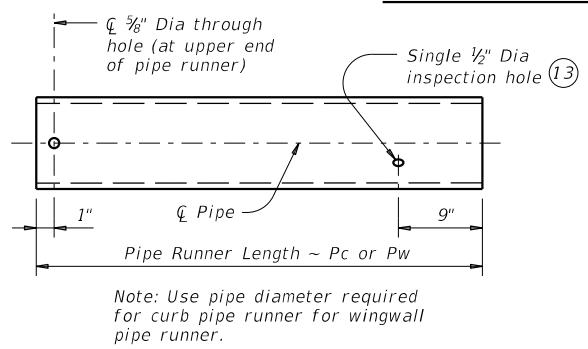 ℄ ⅝" Dia through
hole (at upper end
of pipe runner)
Single ½" Dia
inspection hole 13
℄ Pipe
1"
9"
Pipe Runner Length ~ Pc or Pw
Note: Use pipe diameter required
for curb pipe runner for wingwall
pipe runner.